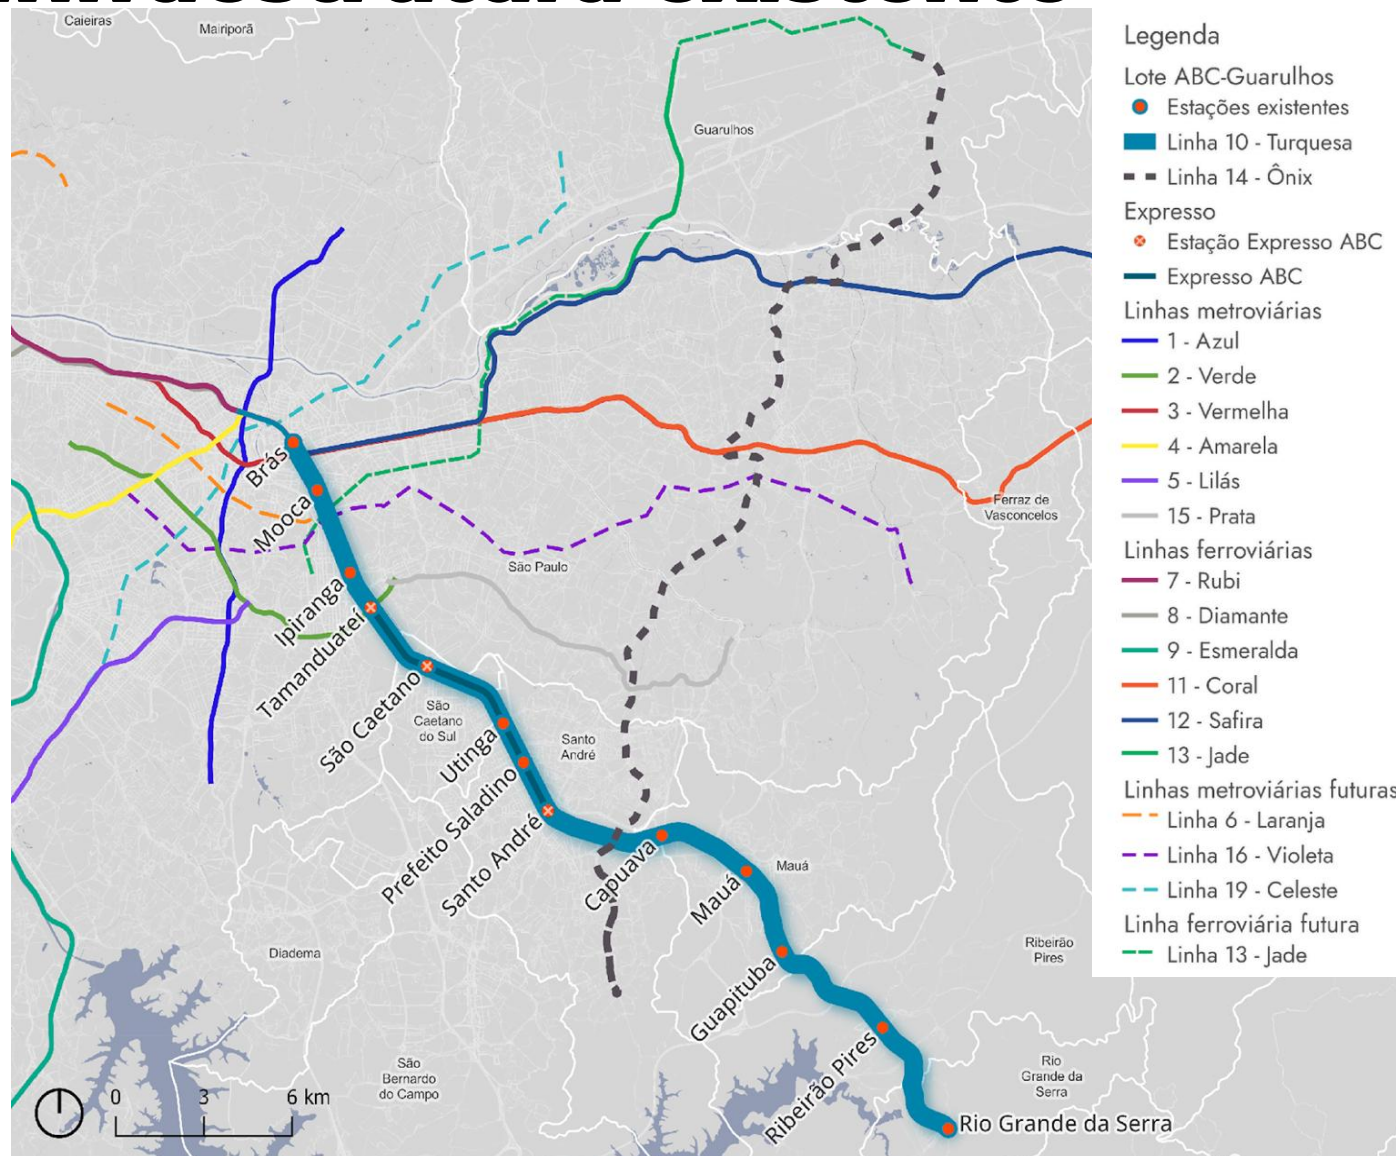 infraestrutura existente
Caieiras
Mairiporã
Guarulhos
Brás
Mooca
Ipiranga
Tamanduateí
São Caetano
Utinga
Prefeito Saladino
Santo André
Capuava
Mauá
Guapituba
Ribeirão Pires
Rio Grande da Serra
São Paulo
Ferraz de
Vasconcelos
São
Caetano
do Sul
Santo
André
Mauá
Diadema
Ribeirão
Pires
São
Bernardo
do Campo
Rio
Grande da
Serra
0 3 6 km
Legenda
Lote ABC-Guarulhos
Estações existentes
Linha 10 - Turquesa
Linha 14 - Ônix
Expresso
Estação Expresso ABC
Expresso ABC
Linhas metroviárias
1 - Azul
2 - Verde
3 - Vermelha
4 - Amarela
5 - Lilás
15 - Prata
Linhas ferroviárias
7 - Rubi
8 - Diamante
9 - Esmeralda
11 - Coral
12 - Safira
13 - Jade
Linhas metroviárias futuras
Linha 6 - Laranja
Linha 16 - Violeta
Linha 19 - Celeste
Linha ferroviária futura
Linha 13 - Jade